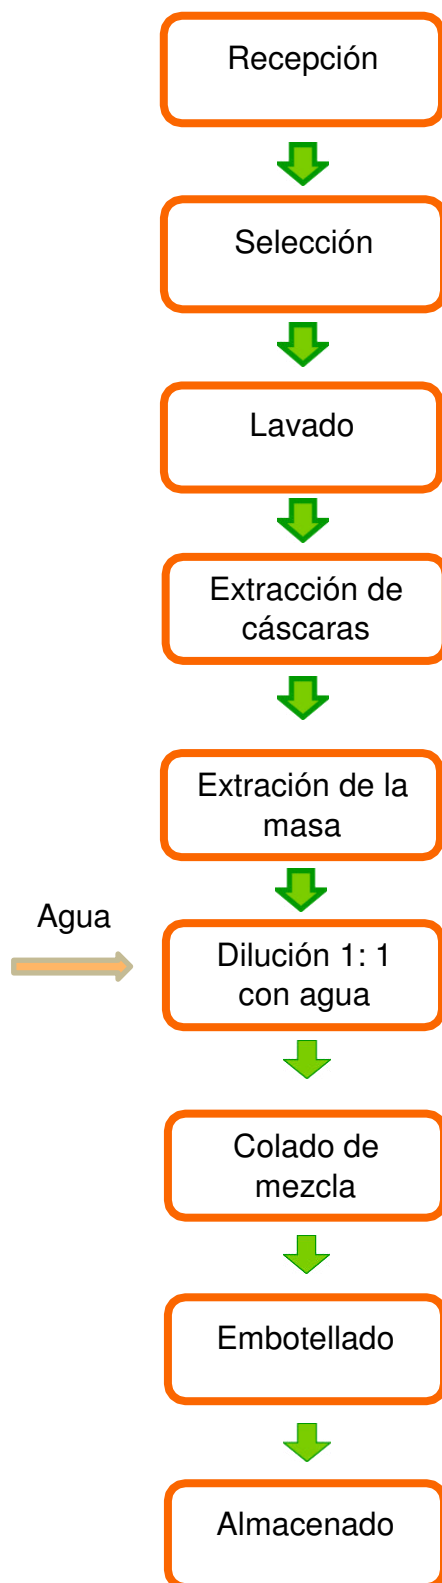 Recepción
Selección
Lavado
Extracción de
cáscaras
Extración de la
masa
Agua
Dilución 1: 1
con agua
Colado de
mezcla
Embotellado
Almacenado